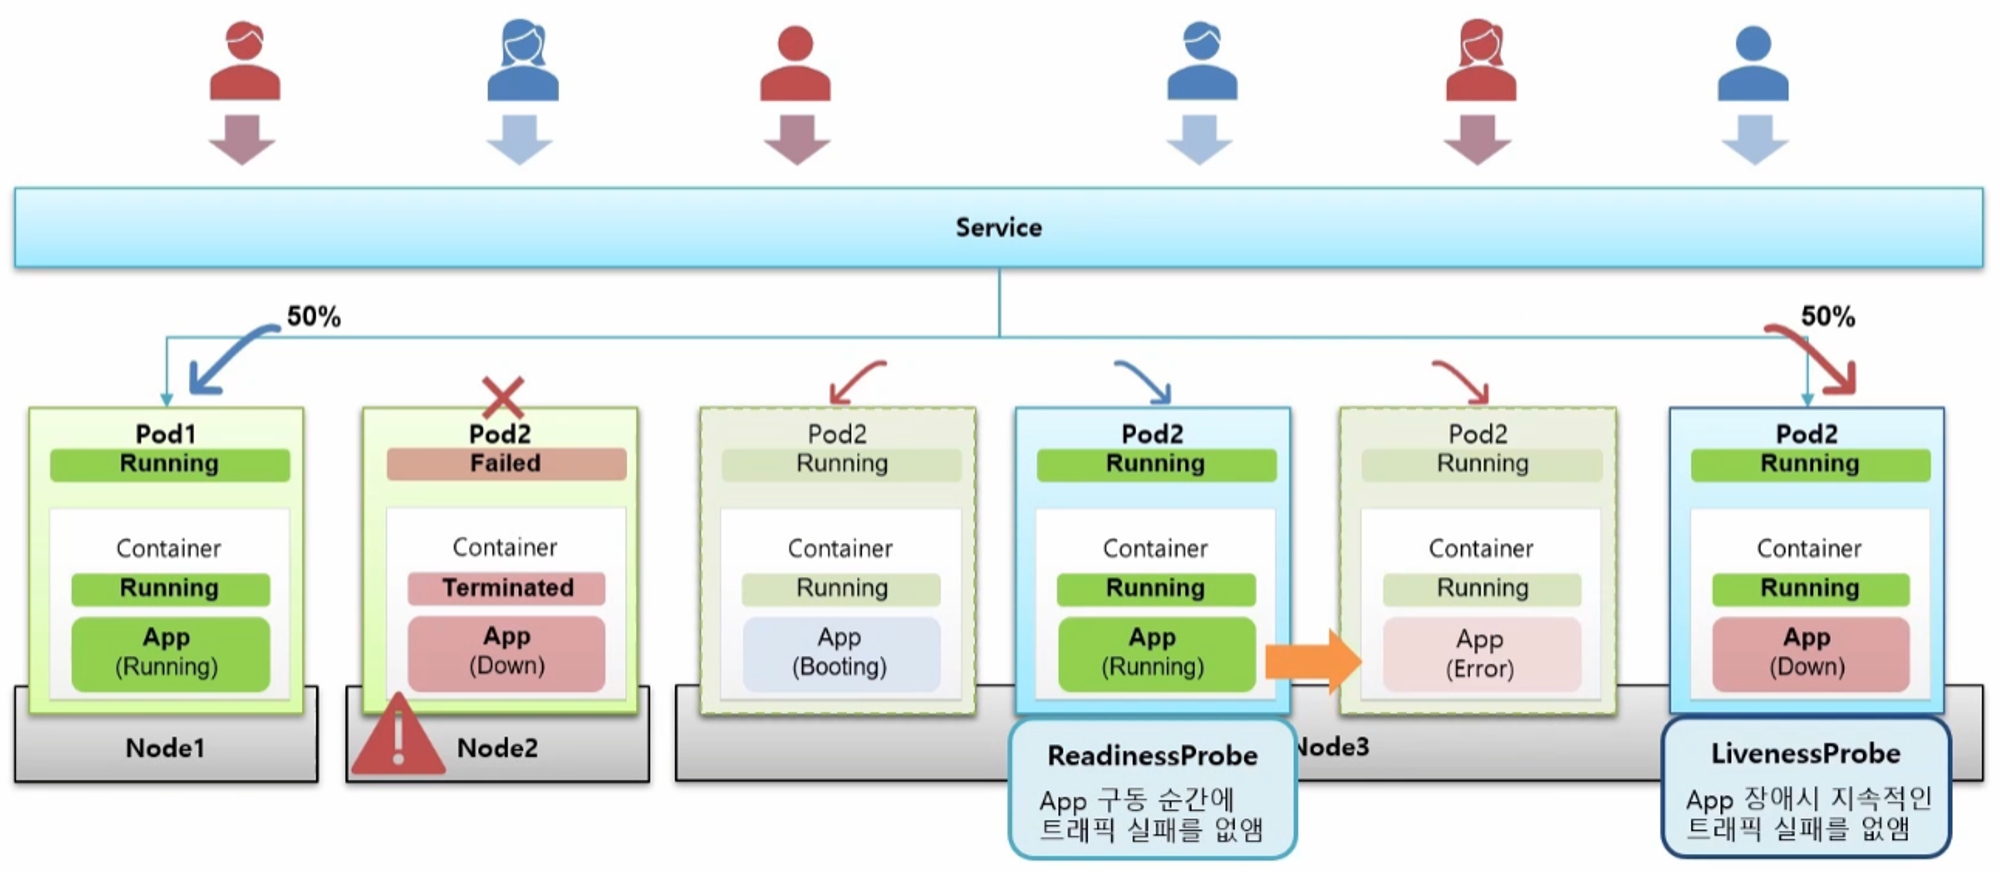 Service
50%
50%
Pod1
Running
Container
Running
App
(Running)
Node1
Pod2
Failed
Container
Terminated
App
(Down)
Node2
Pod2
Running
Container
Running
App
(Booting)
Pod2
Running
Container
Running
App
(Running)
Pod2
Running
Container
Running
App
(Error)
Pod2
Running
Container
Running
App
(Down)
Node3
ReadinessProbe
App 구동 순간에
트래픽 실패를 없앰
LivenessProbe
App 장애시 지속적인
트래픽 실패를 없앰